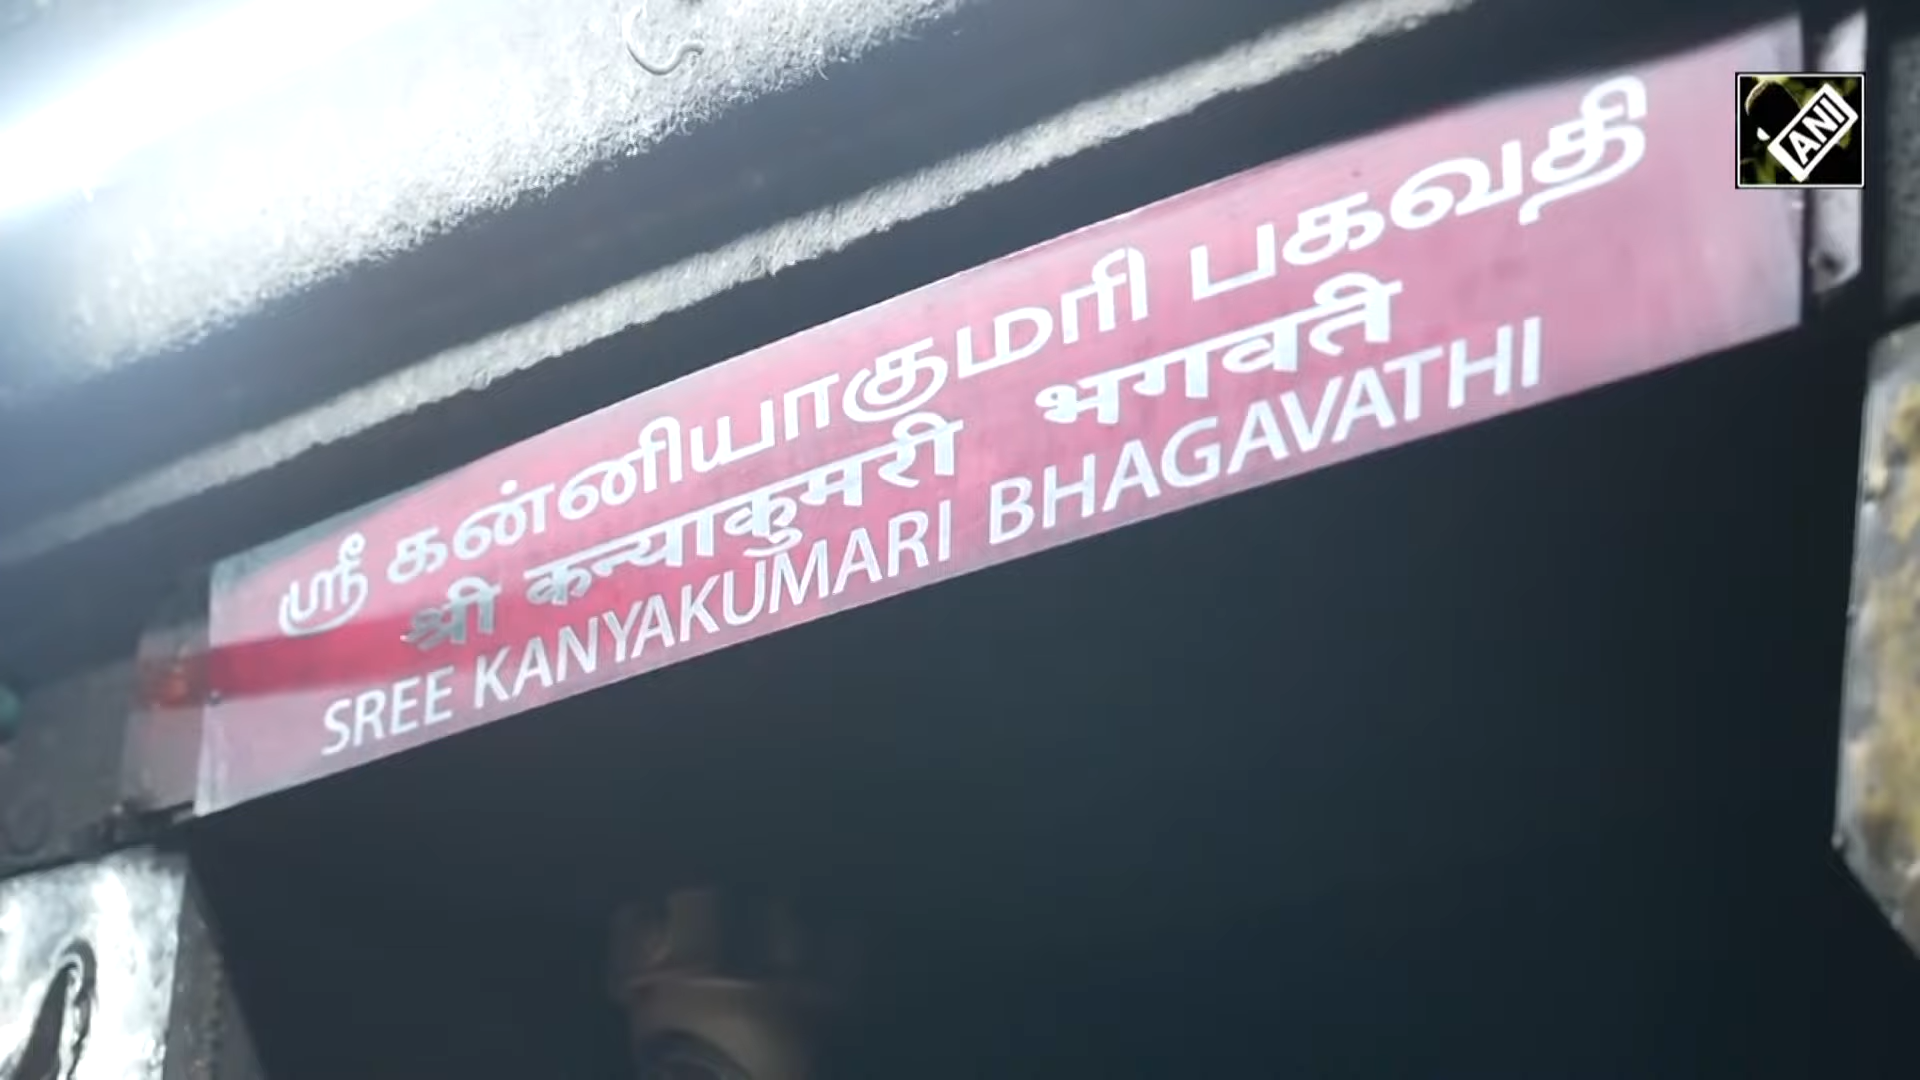 ஸ்ரீ கன்னியாகுமரி பகவதி
श्री कन्याकुमरी भगवते
SREE KANYAKUMARI BHAGAVATHI
ANI